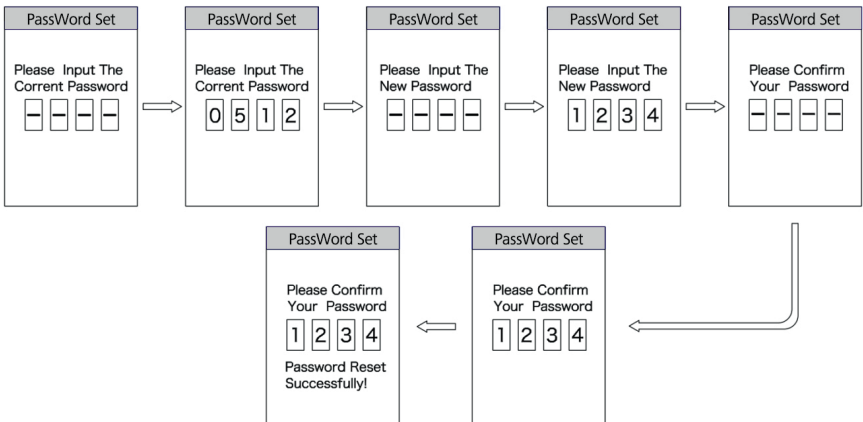 PassWord Set
Please Input The
Corrent Password
– – – –
PassWord Set
Please Input The
Corrent Password
0 5 1 2
PassWord Set
Please Input The
New Password
– – – –
PassWord Set
Please Input The
New Password
1 2 3 4
PassWord Set
Please Confirm
Your Password
– – – –
PassWord Set
Please Confirm
Your Password
1 2 3 4
PassWord Set
Please Confirm
Your Password
1 2 3 4
Password Reset
Successfully!